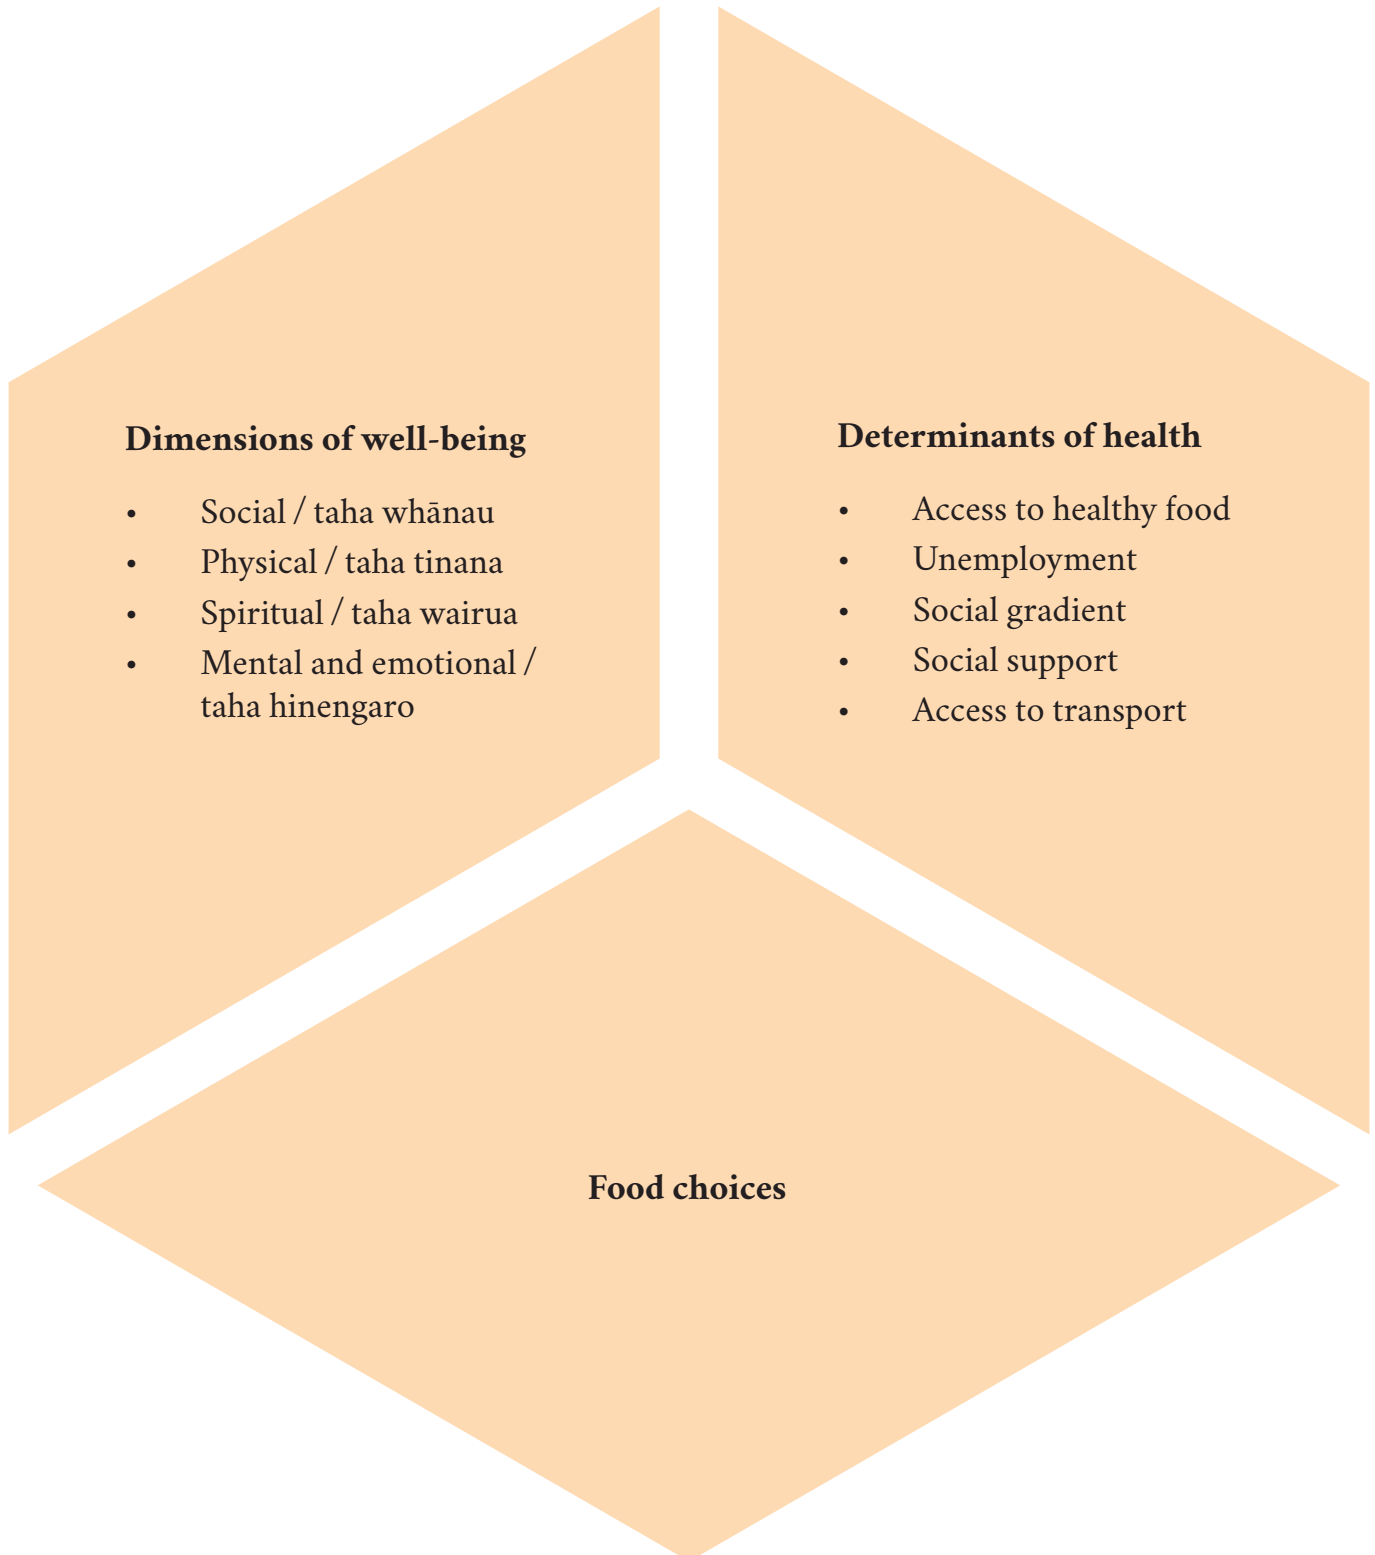 Dimensions of well-being
• Social / taha whānau
• Physical / taha tinana
• Spiritual / taha wairua
• Mental and emotional /
taha hinengaro
Determinants of health
• Access to healthy food
• Unemployment
• Social gradient
• Social support
• Access to transport
Food choices